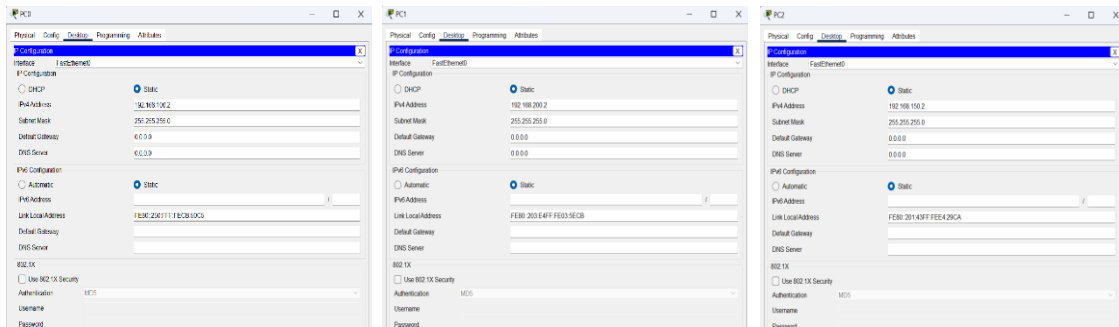 PC0
Physical Config Desktop Programming Attributes
IP Configuration X
Interface FastEthernet0
IP Configuration
DHCP Static
IPv4 Address 192.168.100.2
Subnet Mask 255.255.255.0
Default Gateway 0.0.0.0
DNS Server 0.0.0.0
IPv6 Configuration
Automatic Static
IPv6 Address /
Link Local Address
Default Gateway
DNS Server
802.1X
Use 802.1X Security
Authentication MD5
Username
Password
PC1
Physical Config Desktop Programming Attributes
IP Configuration X
Interface FastEthernet0
IP Configuration
DHCP Static
IPv4 Address 192.168.200.2
Subnet Mask 255.255.255.0
Default Gateway 0.0.0.0
DNS Server 0.0.0.0
IPv6 Configuration
Automatic Static
IPv6 Address /
Link Local Address FE80::203:E4FF:FE03:5ECB
Default Gateway
DNS Server
802.1X
Use 802.1X Security
Authentication MD5
Username
Password
PC2
Physical Config Desktop Programming Attributes
IP Configuration X
Interface FastEthernet0
IP Configuration
DHCP Static
IPv4 Address 192.168.150.2
Subnet Mask 255.255.255.0
Default Gateway 0.0.0.0
DNS Server 0.0.0.0
IPv6 Configuration
Automatic Static
IPv6 Address /
Link Local Address FE80::201:43FF:FEE4:29CA
Default Gateway
DNS Server
802.1X
Use 802.1X Security
Authentication MD5
Username
Password